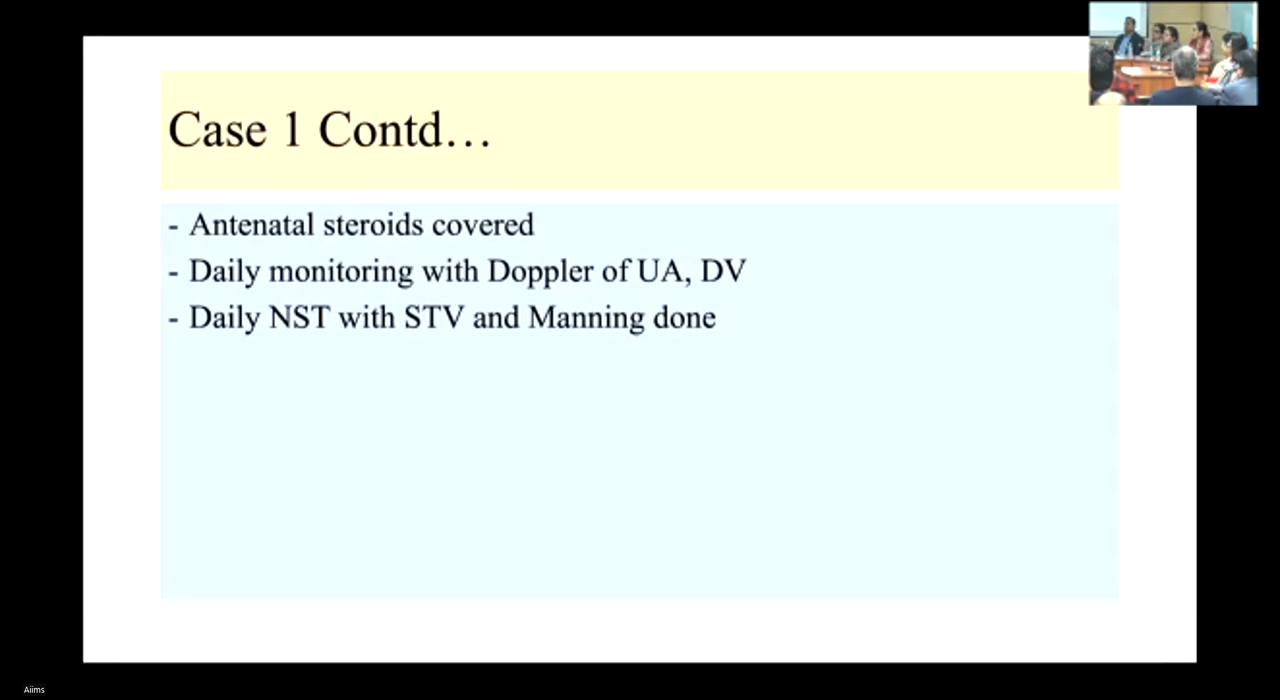 Case 1 Contd…
- Antenatal steroids covered
- Daily monitoring with Doppler of UA, DV
- Daily NST with STV and Manning done
Aiims